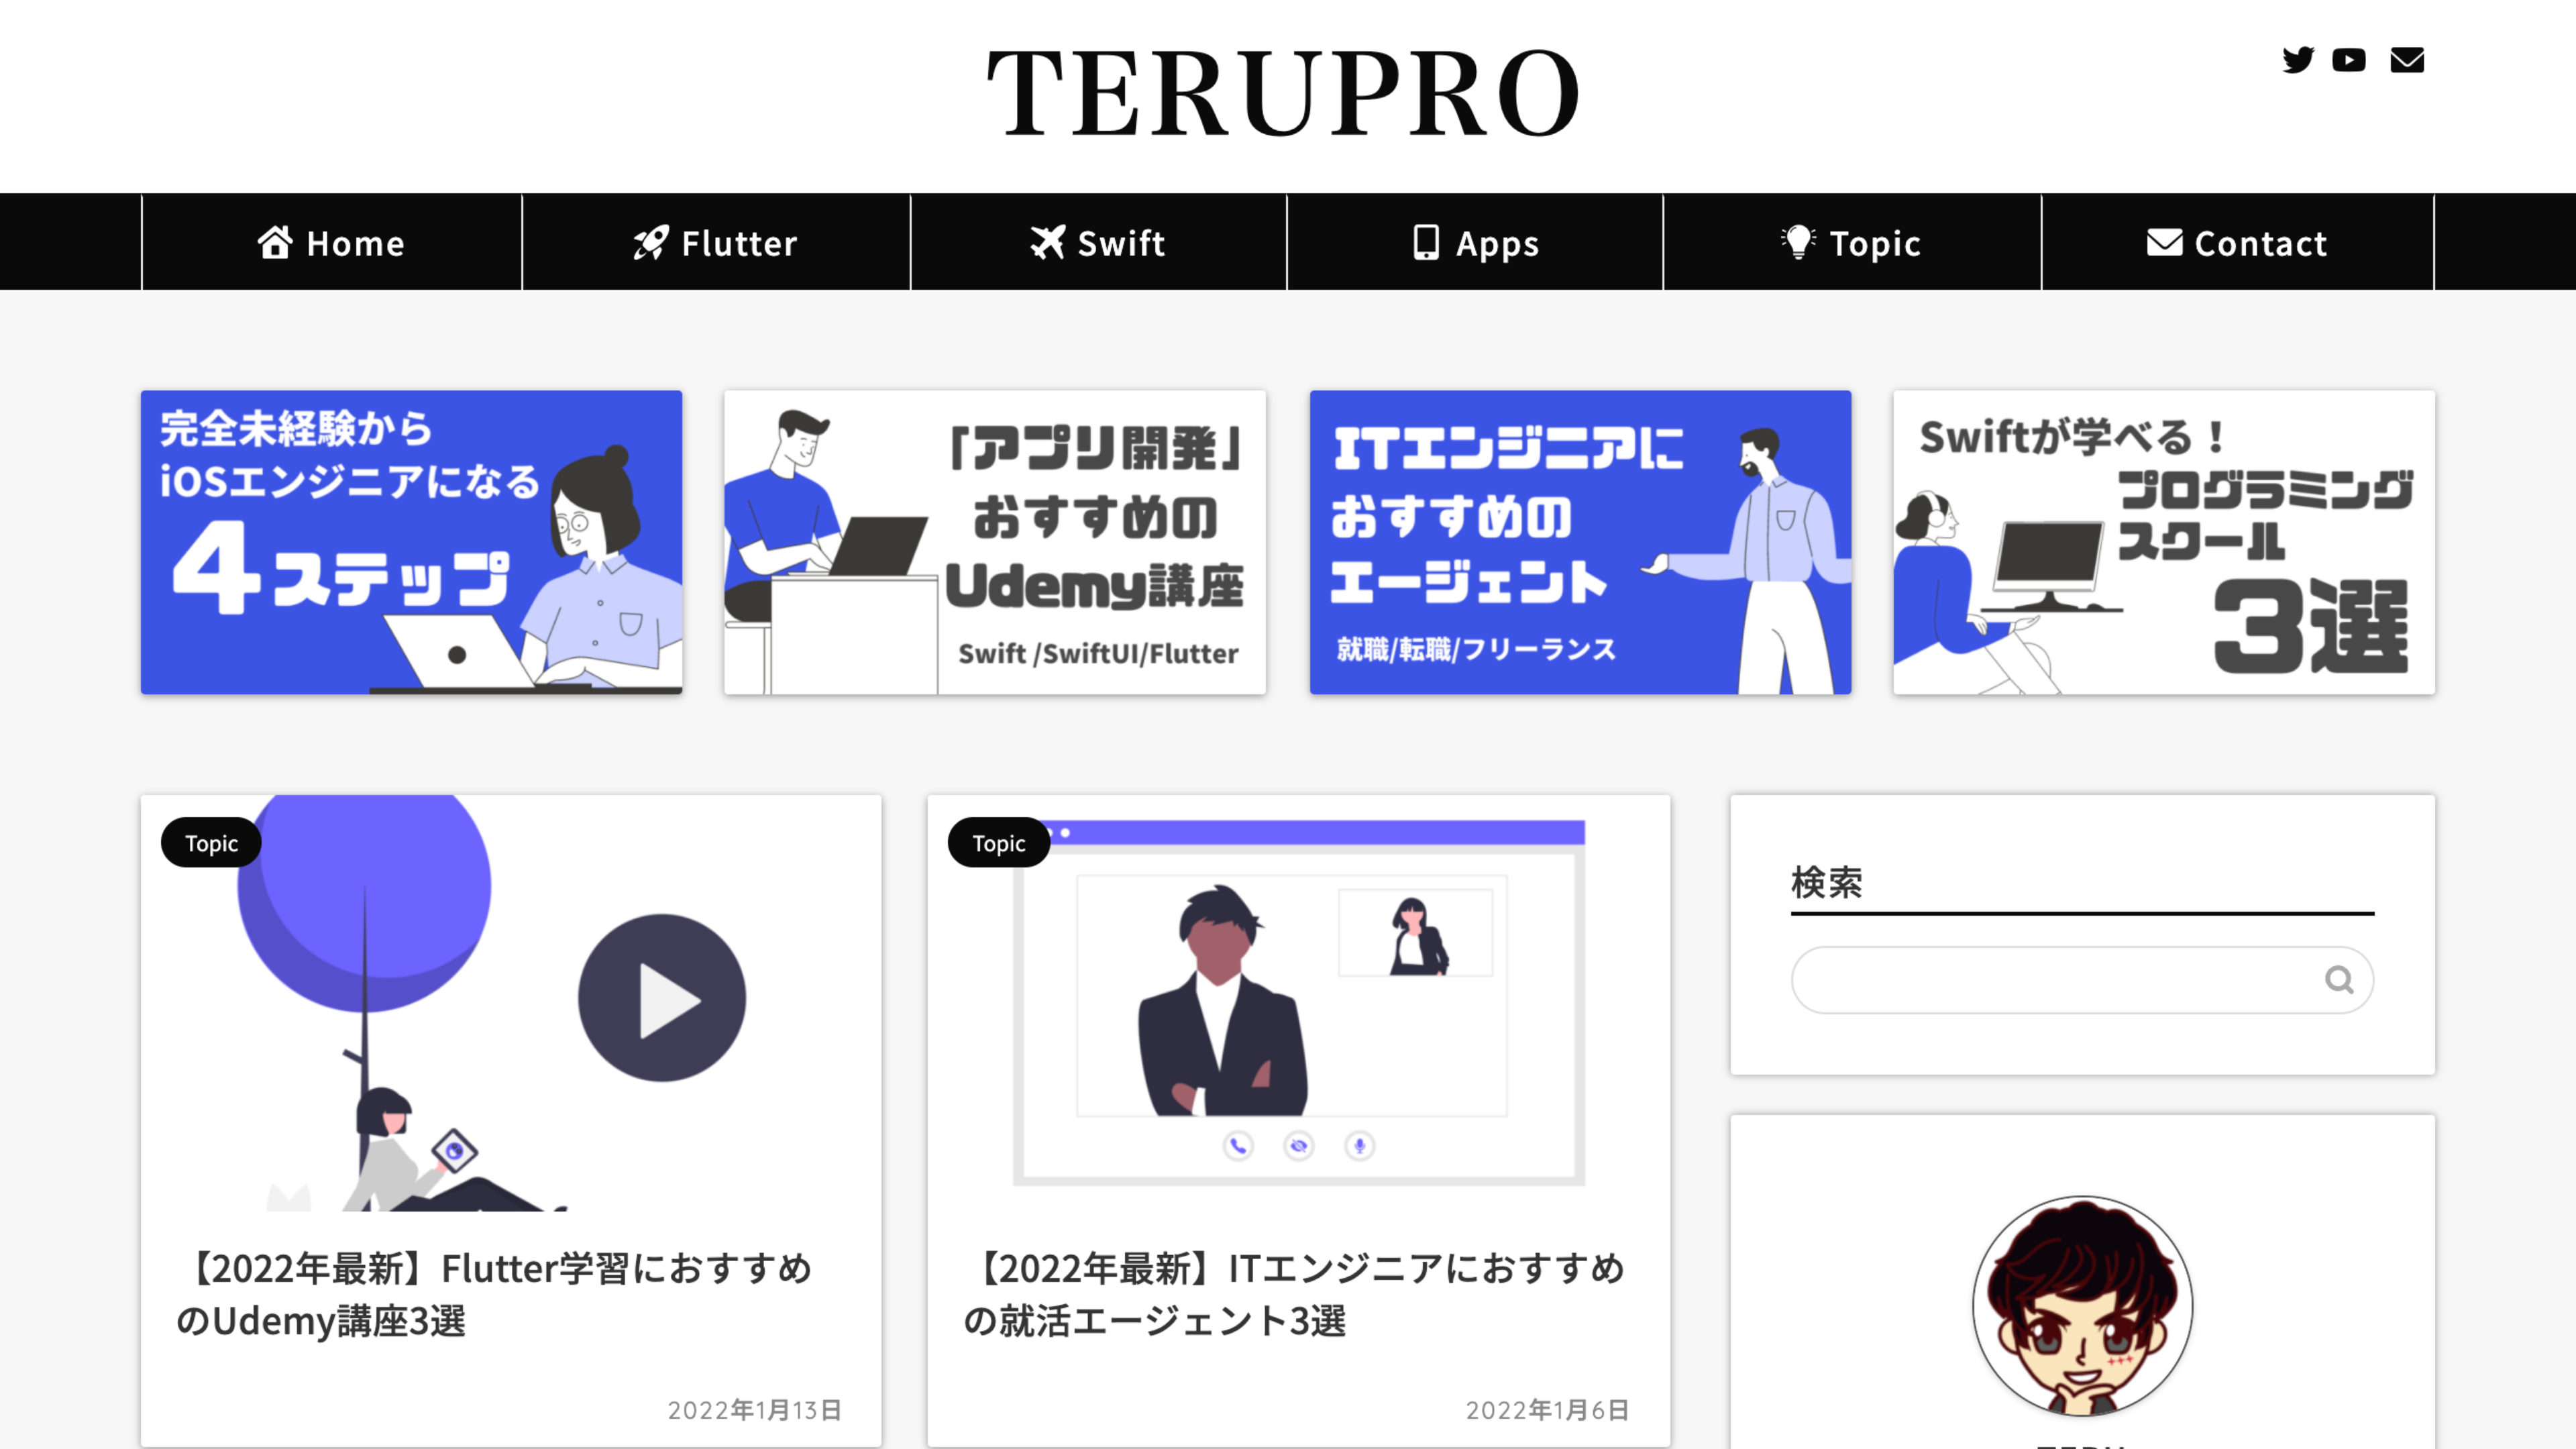 TERUPRO
Home
Flutter
Swift
Apps
Topic
Contact
完全未経験から
iOSエンジニアになる
4ステップ
「アプリ開発」
おすすめの
Udemy講座
Swift /SwiftUI/Flutter
ITエンジニアに
おすすめの
エージェント
就職/転職/フリーランス
Swiftが学べる！
プログラミング
スクール
3選
Topic
【2022年最新】Flutter学習におすすめ
のUdemy講座3選
2022年1月13日
Topic
【2022年最新】ITエンジニアにおすすめ
の就活エージェント3選
2022年1月6日
検索